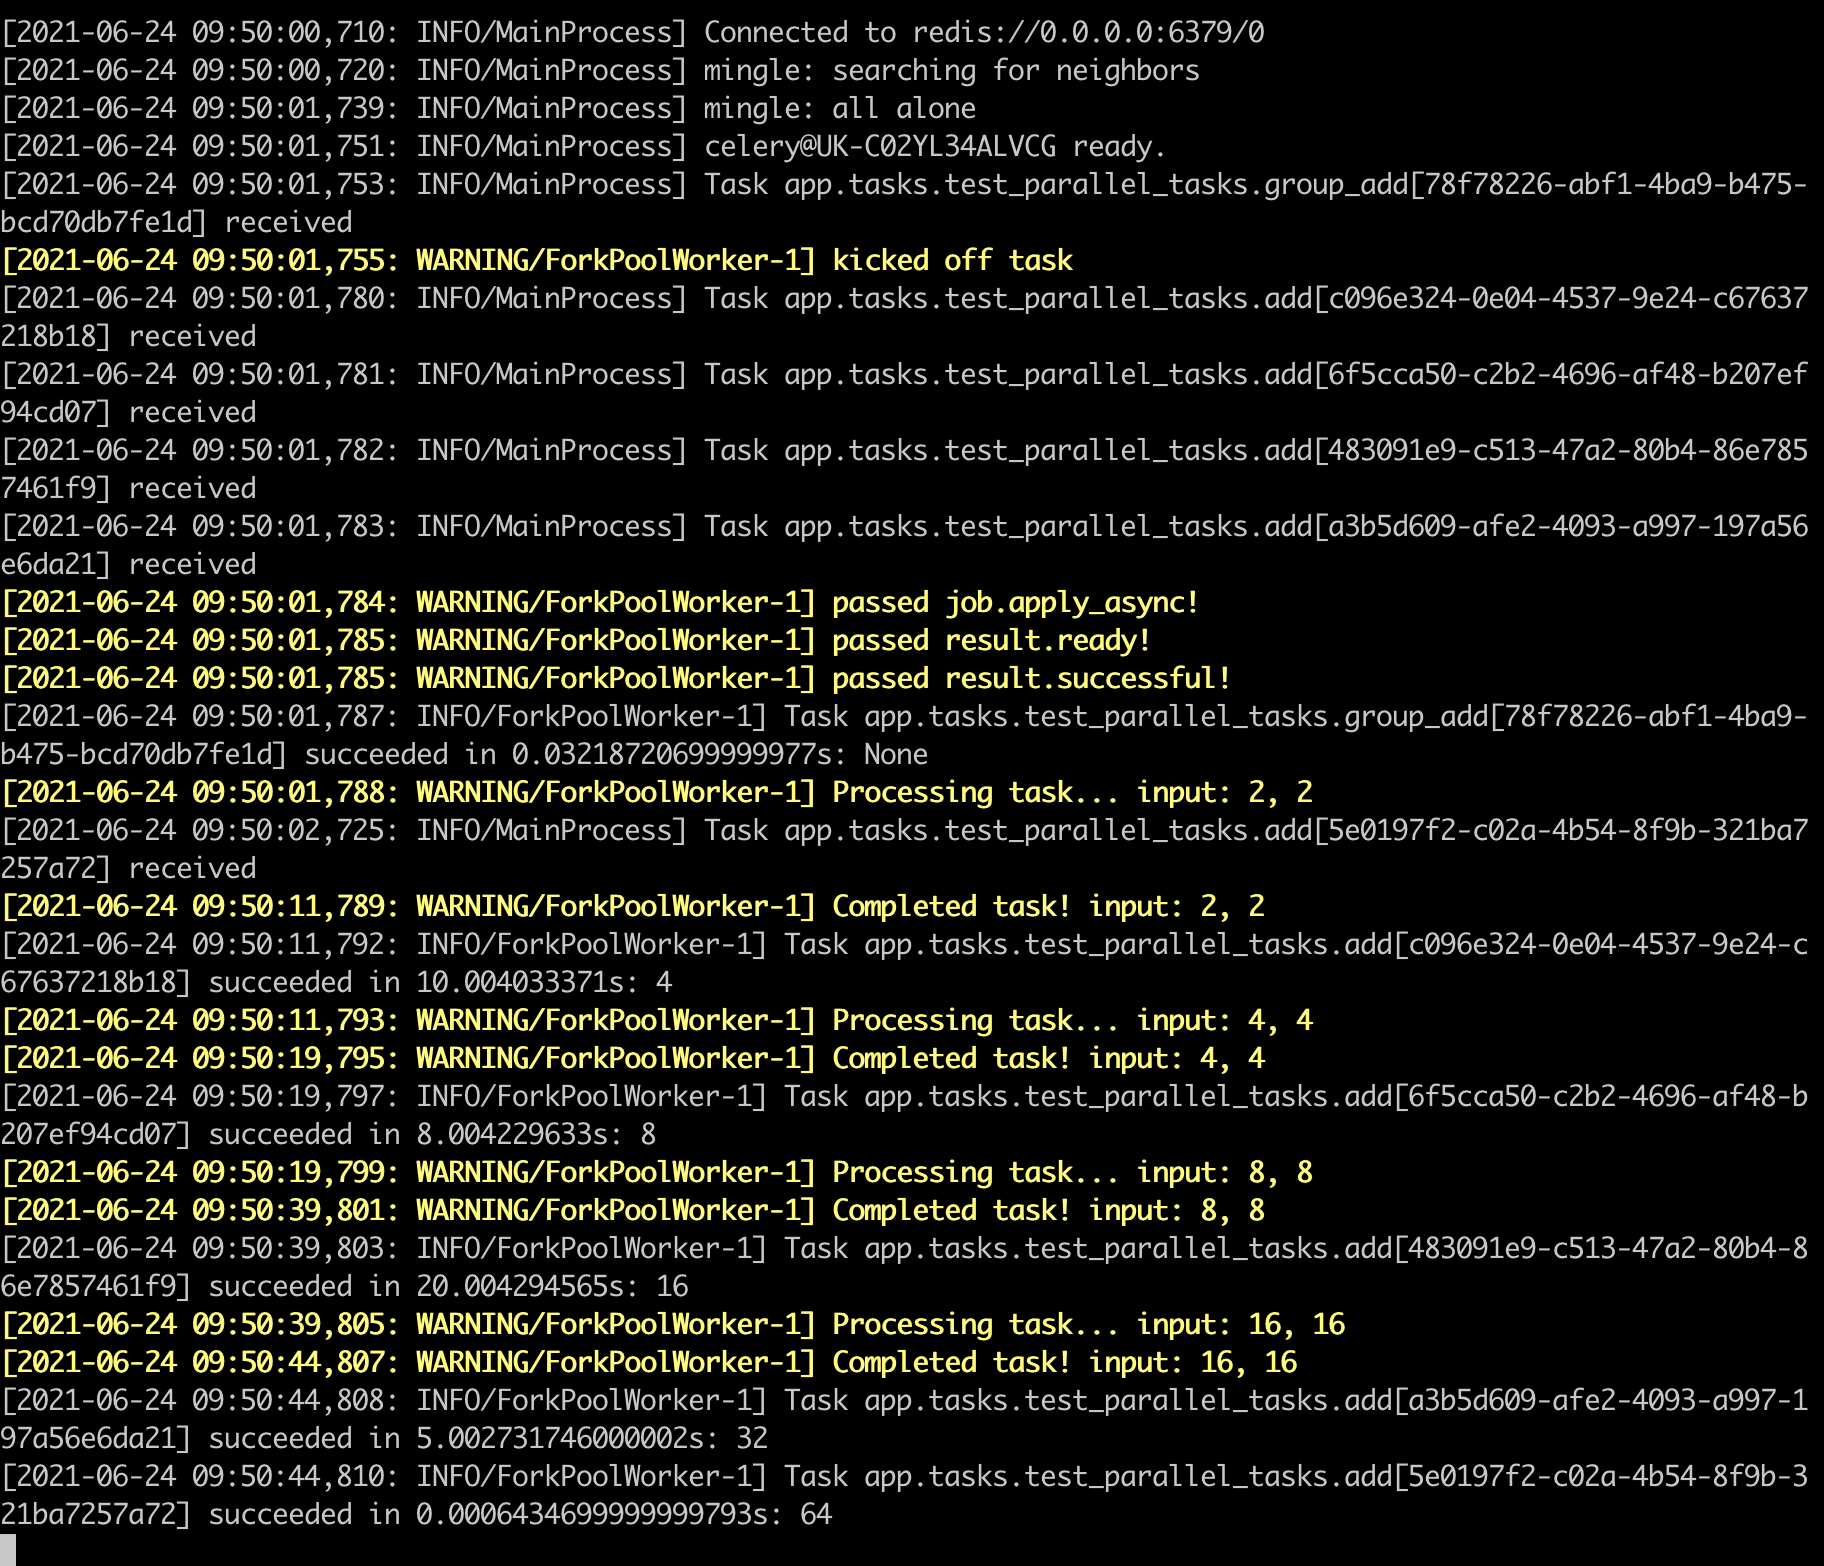 [2021-06-24 09:50:00,710: INFO/MainProcess] Connected to redis://0.0.0.0:6379/0
[2021-06-24 09:50:00,720: INFO/MainProcess] mingle: searching for neighbors
[2021-06-24 09:50:01,739: INFO/MainProcess] mingle: all alone
[2021-06-24 09:50:01,751: INFO/MainProcess] celery@UK-C02YL34ALVCG ready.
[2021-06-24 09:50:01,753: INFO/MainProcess] Task app.tasks.test_parallel_tasks.group_add[78f78226-abf1-4ba9-b475-
bcd70db7fe1d] received
[2021-06-24 09:50:01,755: WARNING/ForkPoolWorker-1] kicked off task
[2021-06-24 09:50:01,780: INFO/MainProcess] Task app.tasks.test_parallel_tasks.add[c096e324-0e04-4537-9e24-c67637
218b18] received
[2021-06-24 09:50:01,781: INFO/MainProcess] Task app.tasks.test_parallel_tasks.add[6f5cca50-c2b2-4696-af48-b207ef
94cd07] received
[2021-06-24 09:50:01,782: INFO/MainProcess] Task app.tasks.test_parallel_tasks.add[483091e9-c513-47a2-80b4-86e785
7461f9] received
[2021-06-24 09:50:01,783: INFO/MainProcess] Task app.tasks.test_parallel_tasks.add[a3b5d609-afe2-4093-a997-197a56
e6da21] received
[2021-06-24 09:50:01,784: WARNING/ForkPoolWorker-1] passed job.apply_async!
[2021-06-24 09:50:01,785: WARNING/ForkPoolWorker-1] passed result.ready!
[2021-06-24 09:50:01,785: WARNING/ForkPoolWorker-1] passed result.successful!
[2021-06-24 09:50:01,787: INFO/ForkPoolWorker-1] Task app.tasks.test_parallel_tasks.group_add[78f78226-abf1-4ba9-
b475-bcd70db7fe1d] succeeded in 0.03218720699999977s: None
[2021-06-24 09:50:01,788: WARNING/ForkPoolWorker-1] Processing task... input: 2, 2
[2021-06-24 09:50:02,725: INFO/MainProcess] Task app.tasks.test_parallel_tasks.add[5e0197f2-c02a-4b54-8f9b-321ba7
257a72] received
[2021-06-24 09:50:11,789: WARNING/ForkPoolWorker-1] Completed task! input: 2, 2
[2021-06-24 09:50:11,792: INFO/ForkPoolWorker-1] Task app.tasks.test_parallel_tasks.add[c096e324-0e04-4537-9e24-c
67637218b18] succeeded in 10.004033371s: 4
[2021-06-24 09:50:11,793: WARNING/ForkPoolWorker-1] Processing task... input: 4, 4
[2021-06-24 09:50:19,795: WARNING/ForkPoolWorker-1] Completed task! input: 4, 4
[2021-06-24 09:50:19,797: INFO/ForkPoolWorker-1] Task app.tasks.test_parallel_tasks.add[6f5cca50-c2b2-4696-af48-b
207ef94cd07] succeeded in 8.004229633s: 8
[2021-06-24 09:50:19,799: WARNING/ForkPoolWorker-1] Processing task... input: 8, 8
[2021-06-24 09:50:39,801: WARNING/ForkPoolWorker-1] Completed task! input: 8, 8
[2021-06-24 09:50:39,803: INFO/ForkPoolWorker-1] Task app.tasks.test_parallel_tasks.add[483091e9-c513-47a2-80b4-8
6e7857461f9] succeeded in 20.004294565s: 16
[2021-06-24 09:50:39,805: WARNING/ForkPoolWorker-1] Processing task... input: 16, 16
[2021-06-24 09:50:44,807: WARNING/ForkPoolWorker-1] Completed task! input: 16, 16
[2021-06-24 09:50:44,808: INFO/ForkPoolWorker-1] Task app.tasks.test_parallel_tasks.add[a3b5d609-afe2-4093-a997-1
97a56e6da21] succeeded in 5.002731746000002s: 32
[2021-06-24 09:50:44,810: INFO/ForkPoolWorker-1] Task app.tasks.test_parallel_tasks.add[5e0197f2-c02a-4b54-8f9b-3
21ba7257a72] succeeded in 0.0006434699999999793s: 64